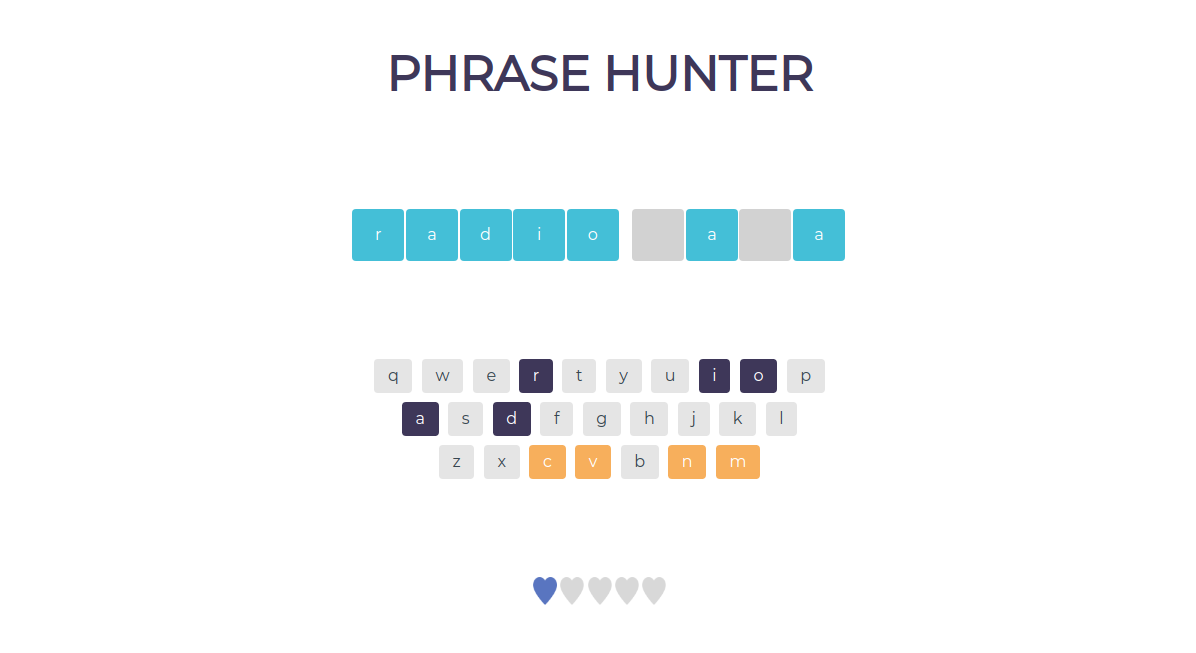 PHRASE HUNTER
r a d i o a a
q w e r t y u i o p
a s d f g h j k l
z x c v b n m